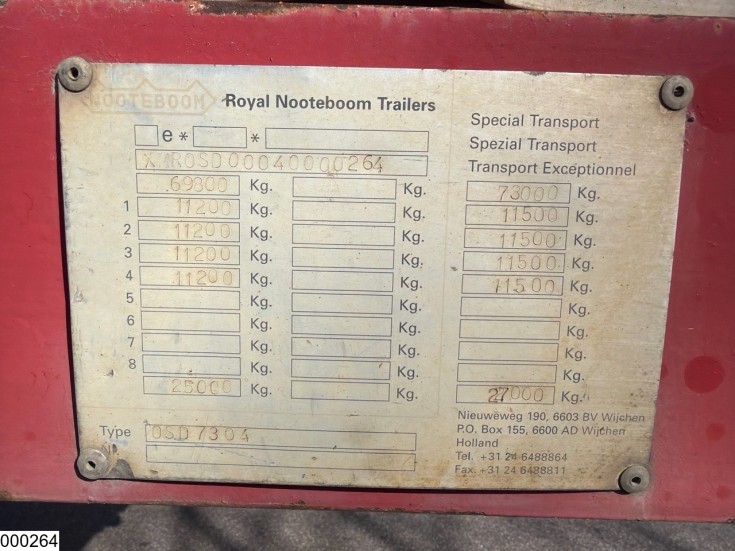 NOOTEBOOM
Royal Nooteboom Trailers
Special Transport
Spezial Transport
Transport Exceptionnel
e* *
69800 Kg. Kg. 73000 Kg.
1 11200 Kg. Kg. 11500 Kg.
2 11200 Kg. Kg. 11500 Kg.
3 11200 Kg. Kg. 11500 Kg.
4 11200 Kg. Kg. 11500 Kg.
5 Kg. Kg. Kg.
6 Kg. Kg. Kg.
7 Kg. Kg. Kg.
8 Kg. Kg. Kg.
25000 Kg. Kg. 27000 Kg.
Type OSD 73 04
Nieuweweg 190, 6603 BV Wijchen
P.O. Box 155, 6600 AD Wijchen
Holland
Tel. +31 24 6488864
Fax. +31 24 6488811
000264